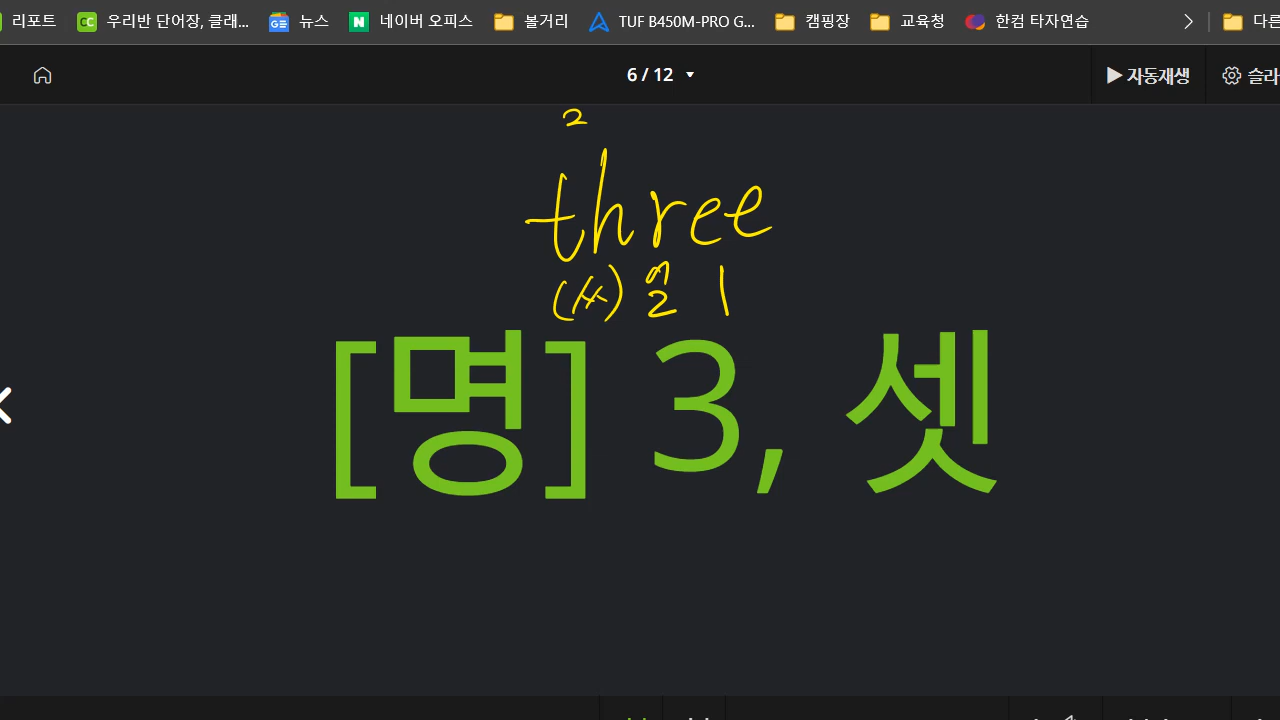 리포트 우리반 단어장, 클래... 뉴스 네이버 오피스 볼거리 TUF B450M-PRO G... 캠핑장 교육청 한컴 타자연습 다른
6 / 12 자동재생 슬라
2
three
(ㅆ) 2 1
[명] 3, 셋